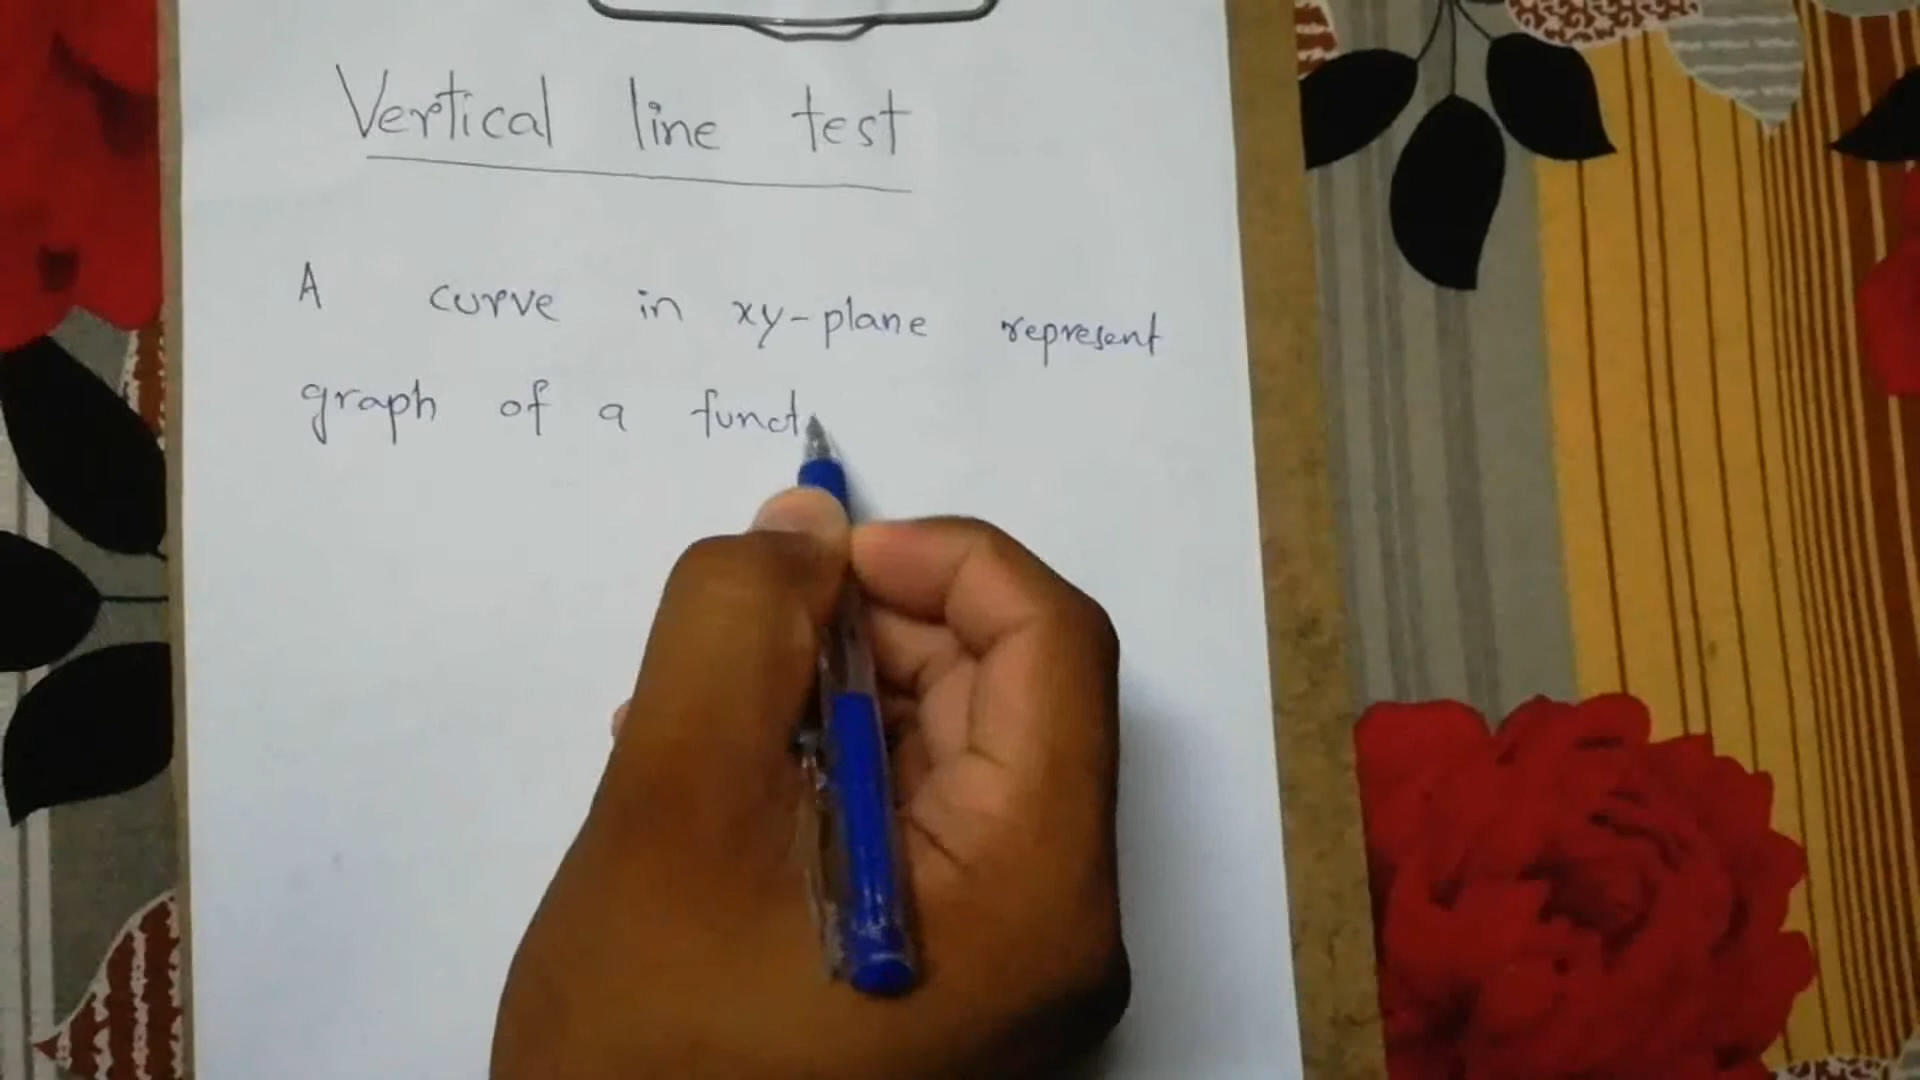 Vertical line test
A curve in xy-plane represent
graph of a funct